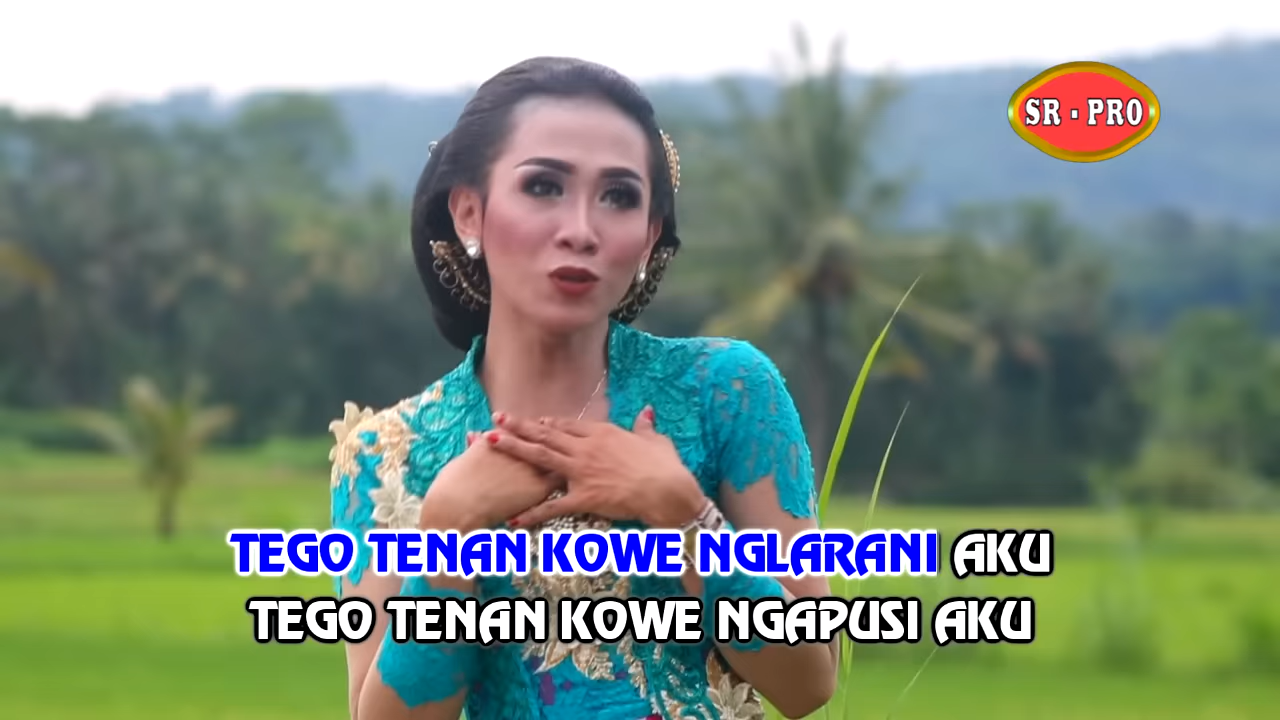 SR - PRO
TEGO TENAN KOWE NGLARANI AKU
TEGO TENAN KOWE NGAPUSI AKU